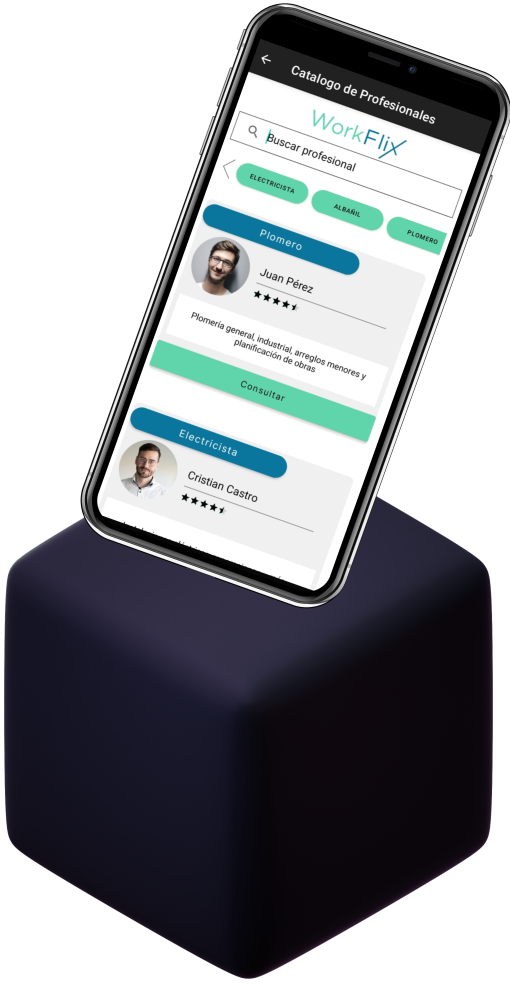 Catalogo de Profesionales
WorkFlix
Buscar profesional
ELECTRICISTA
ALBAÑIL
PLOMERO
Plomero
Juan Pérez
Plomería general, industrial, arreglos menores y
planificación de obras
Consultar
Electricista
Cristian Castro